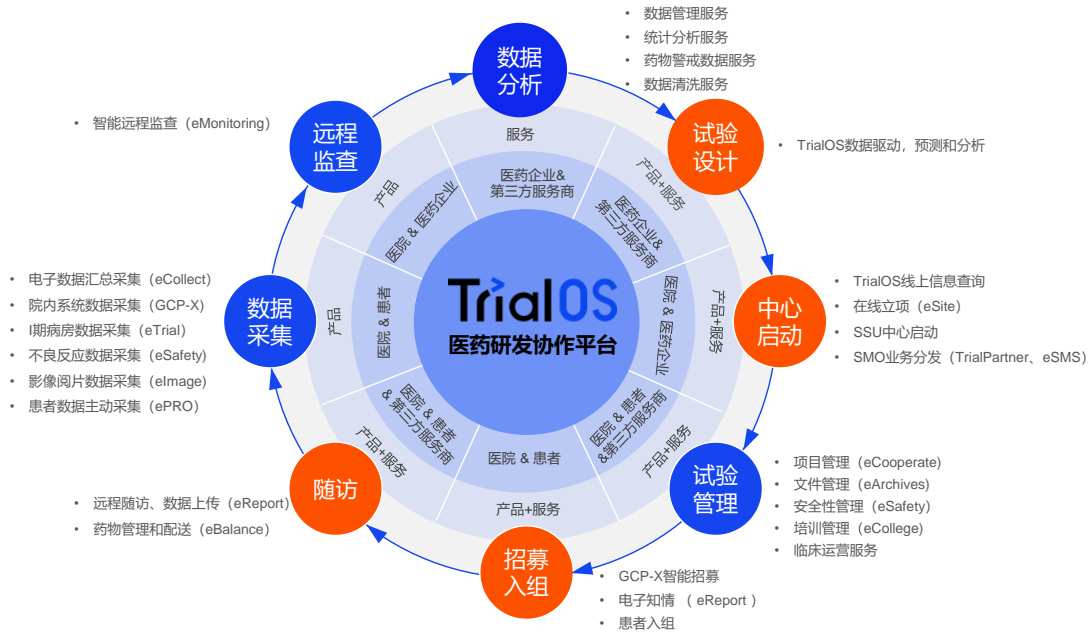 数据
分析
• 数据管理服务
• 统计分析服务
• 药物警戒数据服务
• 数据清洗服务
试验
设计
• TrialOS数据驱动，预测和分析
中心
启动
• TrialOS线上信息查询
• 在线立项（eSite）
• SSU中心启动
• SMO业务分发（TrialPartner、eSMS）
试验
管理
• 项目管理（eCooperate）
• 文件管理（eArchives）
• 安全性管理（eSafety）
• 培训管理（eCollege）
• 临床运营服务
招募
入组
• GCP-X智能招募
• 电子知情 （ eReport ）
• 患者入组
随访
• 远程随访、数据上传（eReport）
• 药物管理和配送（eBalance）
数据
采集
• 电子数据汇总采集（eCollect）
• 院内系统数据采集（GCP-X）
• I期病房数据采集（eTrial）
• 不良反应数据采集（eSafety）
• 影像阅片数据采集（eImage）
• 患者数据主动采集（ePRO）
远程
监查
• 智能远程监查（eMonitoring）
服务
医药企业&
第三方服务商
产品+服务
医药企业&
第三方服务商
产品+服务
医院 & 医药企业
产品+服务
医院 & 患者
&第三方服务商
产品+服务
医院 & 患者
产品+服务
医院 & 患者
& 第三方服务商
产品
医院 & 患者
产品
医院 & 医药企业
TrialOS
医药研发协作平台